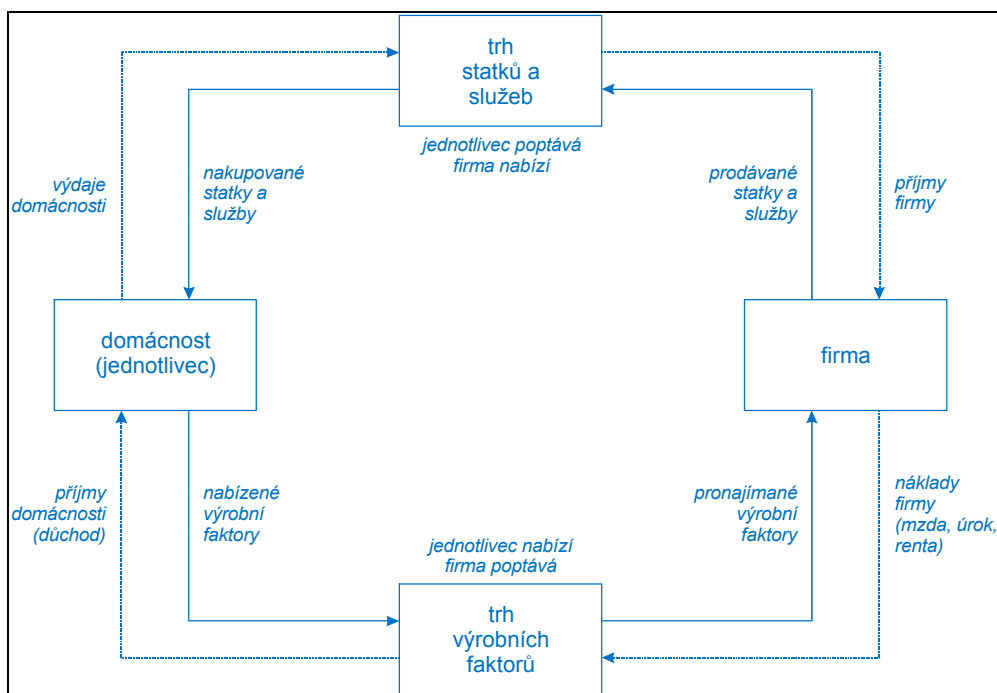 trh
statků a
služeb
jednotlivec poptává
firma nabízí
výdaje
domácnosti
nakupované
statky a
služby
prodávané
statky a
služby
příjmy
firmy
domácnost
(jednotlivec)
firma
příjmy
domácnosti
(důchod)
nabízené
výrobní
faktory
pronajímané
výrobní
faktory
náklady
firmy
(mzda, úrok,
renta)
jednotlivec nabízí
firma poptává
trh
výrobních
faktorů